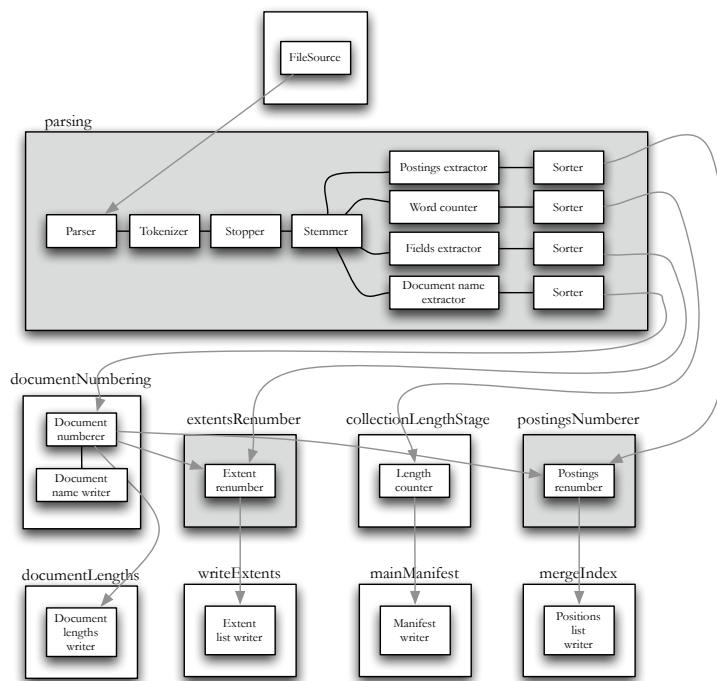 FileSource
parsing
Postings extractor
Sorter
Word counter
Sorter
Parser
Tokenizer
Stopper
Stemmer
Fields extractor
Sorter
Document name
extractor
Sorter
documentNumbering
Document
numberer
Document
name writer
extentsRenumber
Extent
renumber
collectionLengthStage
Length
counter
postingsNumberer
Postings
renumber
documentLengths
Document
lengths
writer
writeExtents
Extent
list writer
mainManifest
Manifest
writer
mergeIndex
Positions
list
writer